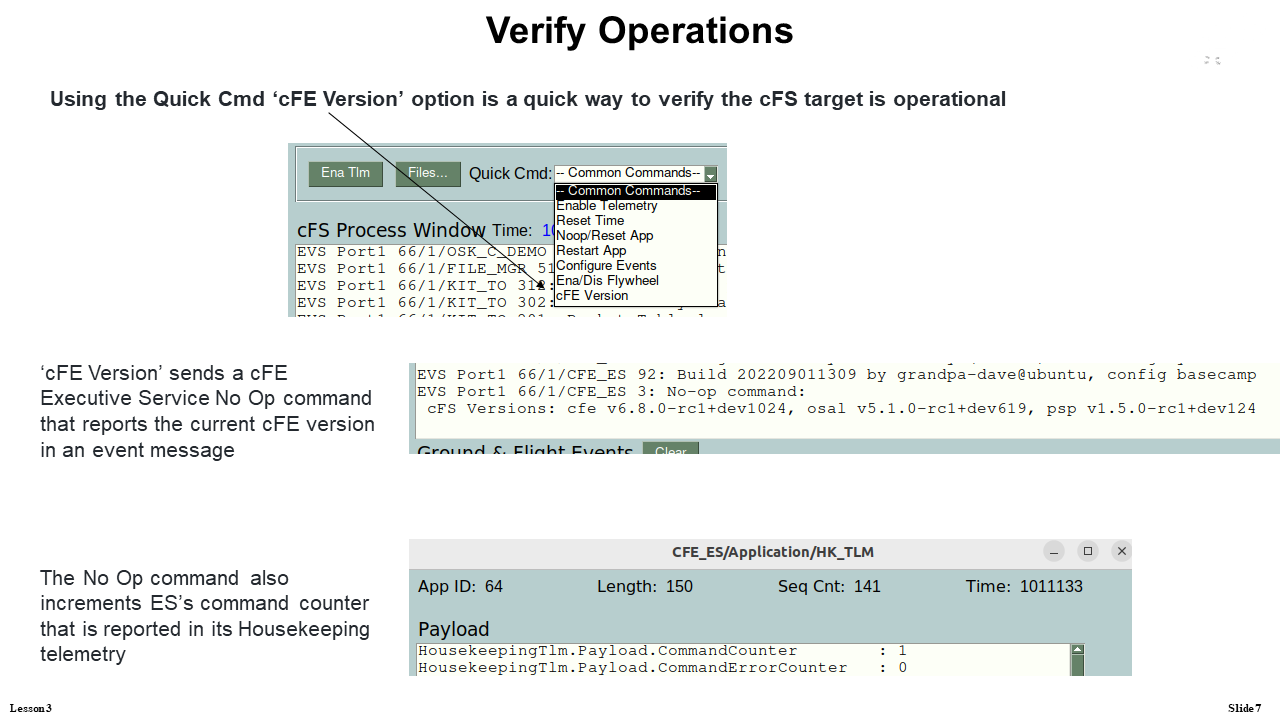 Verify Operations
Using the Quick Cmd ‘cFE Version’ option is a quick way to verify the cFS target is operational
Ena Tlm Files... Quick Cmd: -- Common Commands--
-- Common Commands--
Enable Telemetry
Reset Time
Noop/Reset App
Restart App
Configure Events
Ena/Dis Flywheel
cFE Version
cFS Process Window Time: 10
EVS Port1 66/1/OSK_C_DEMO
EVS Port1 66/1/FILE_MGR 51
EVS Port1 66/1/KIT_TO 312:
EVS Port1 66/1/KIT_TO 302:
‘cFE Version’ sends a cFE
Executive Service No Op command
that reports the current cFE version
in an event message
EVS Port1 66/1/CFE_ES 92: Build 202209011309 by grandpa-dave@ubuntu, config basecamp
EVS Port1 66/1/CFE_ES 3: No-op command:
cFS Versions: cfe v6.8.0-rc1+dev1024, osal v5.1.0-rc1+dev619, psp v1.5.0-rc1+dev124
Ground & Flight Events Clear
The No Op command also
increments ES’s command counter
that is reported in its Housekeeping
telemetry
CFE_ES/Application/HK_TLM
App ID: 64 Length: 150 Seq Cnt: 141 Time: 1011133
Payload
HousekeepingTlm.Payload.CommandCounter : 1
HousekeepingTlm.Payload.CommandErrorCounter : 0
Lesson 3
Slide 7